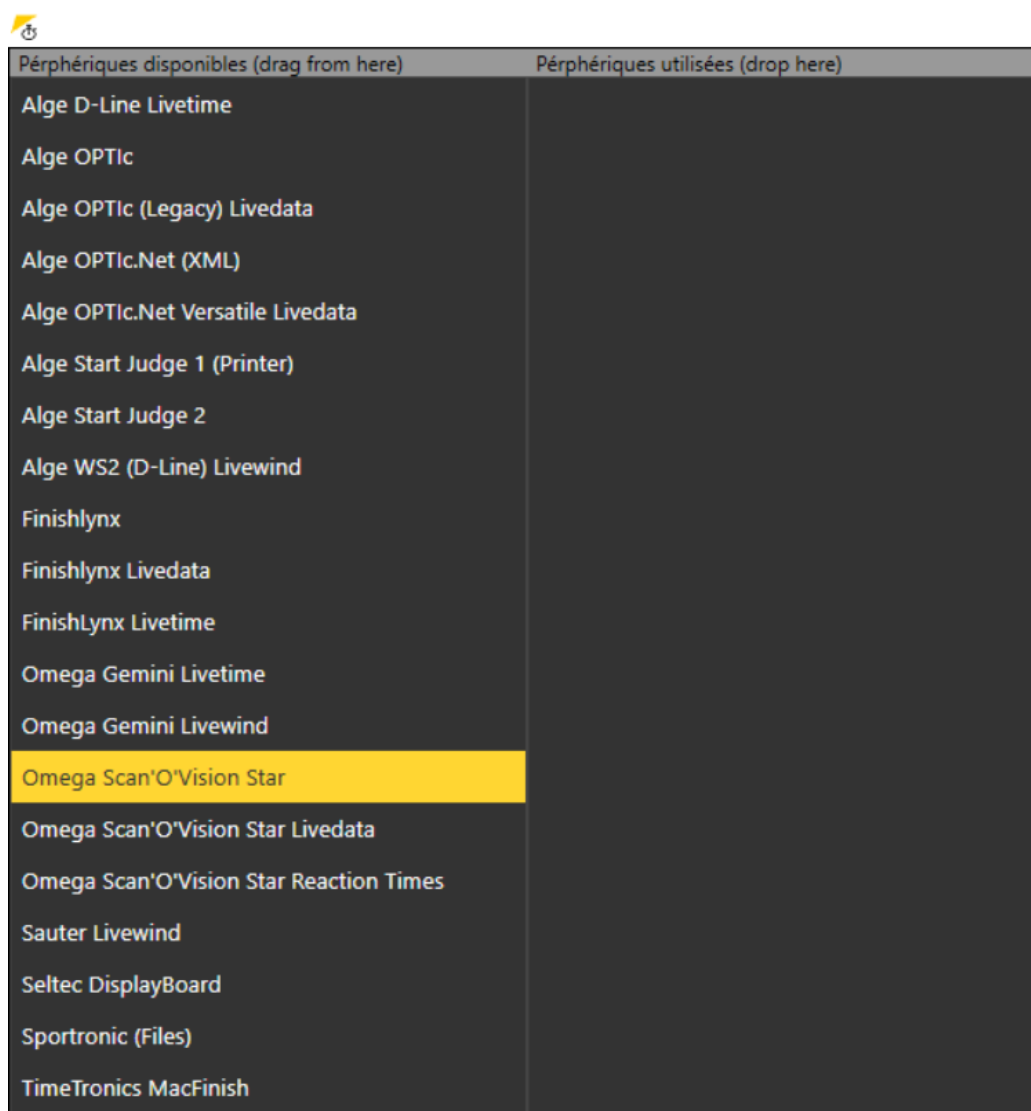 Pérphériques disponibles (drag from here) Pérphériques utilisées (drop here)
Alge D-Line Livetime
Alge OPTIc
Alge OPTIc (Legacy) Livedata
Alge OPTIc.Net (XML)
Alge OPTIc.Net Versatile Livedata
Alge Start Judge 1 (Printer)
Alge Start Judge 2
Alge WS2 (D-Line) Livewind
Finishlynx
Finishlynx Livedata
FinishLynx Livetime
Omega Gemini Livetime
Omega Gemini Livewind
Omega Scan'O'Vision Star
Omega Scan'O'Vision Star Livedata
Omega Scan'O'Vision Star Reaction Times
Sauter Livewind
Seltec DisplayBoard
Sportronic (Files)
TimeTronics MacFinish